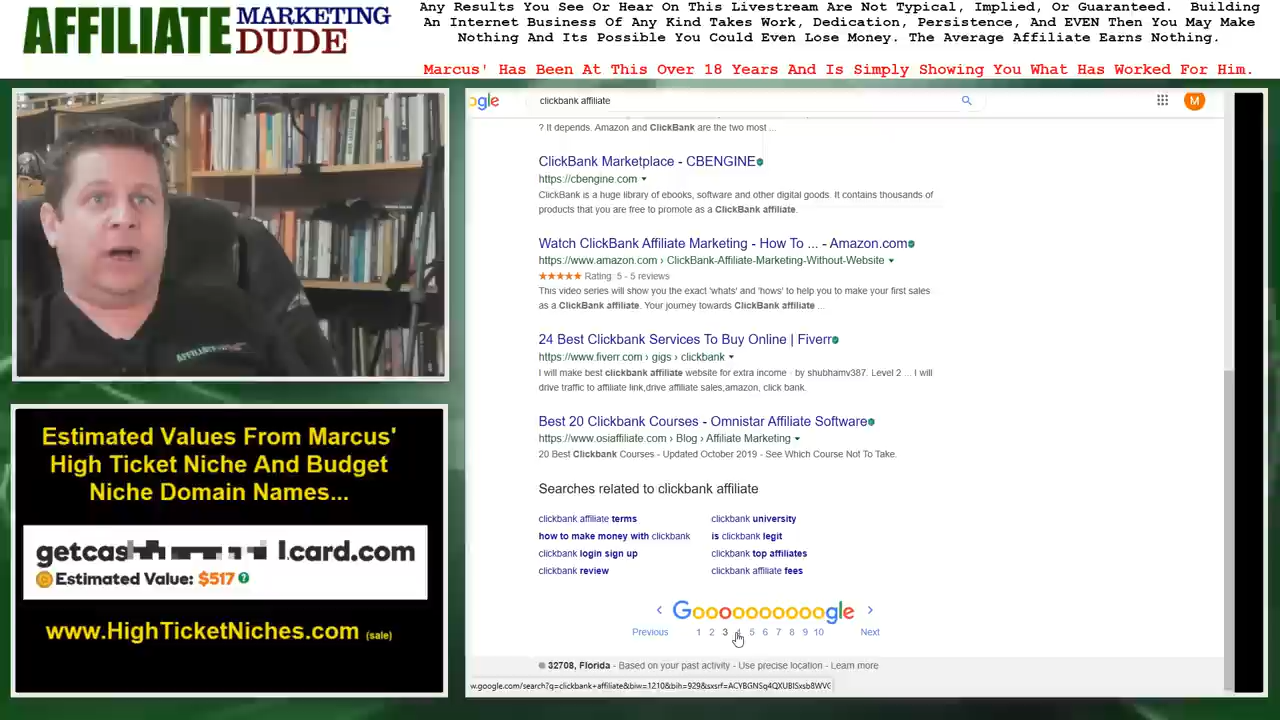 AFFILIATE MARKETING DUDE
Any Results You See Or Hear On This Livestream Are Not Typical, Implied, Or Guaranteed. Building
An Internet Business Of Any Kind Takes Work, Dedication, Persistence, And EVEN Then You May Make
Nothing And Its Possible You Could Even Lose Money. The Average Affiliate Earns Nothing.
Marcus' Has Been At This Over 18 Years And Is Simply Showing You What Has Worked For Him.
ogle
clickbank affiliate
M
? It depends. Amazon and ClickBank are the two most ...
ClickBank Marketplace - CBENGINE
https://cbengine.com
ClickBank is a huge library of ebooks, software and other digital goods. It contains thousands of
products that you are free to promote as a ClickBank affiliate.
Watch ClickBank Affiliate Marketing - How To ... - Amazon.com
https://www.amazon.com › ClickBank-Affiliate-Marketing-Without-Website
Rating: 5 - 5 reviews
This video series will show you the exact 'whats' and 'hows' to help you to make your first sales
as a ClickBank affiliate. Your journey towards ClickBank affiliate ...
24 Best Clickbank Services To Buy Online | Fiverr
https://www.fiverr.com › gigs › clickbank
I will make best clickbank affiliate website for extra income · by shubhamv387. Level 2 ... I will
drive traffic to affiliate link,drive affiliate sales,amazon, click bank.
Best 20 Clickbank Courses - Omnistar Affiliate Software
https://www.osiaffiliate.com › Blog › Affiliate Marketing
20 Best Clickbank Courses - Updated October 2019 - See Which Course Not To Take.
Searches related to clickbank affiliate
clickbank affiliate terms
clickbank university
how to make money with clickbank
is clickbank legit
clickbank login sign up
clickbank top affiliates
clickbank review
clickbank affiliate fees
Goooooooooogle
Previous 1 2 3 4 5 6 7 8 9 10 Next
32708, Florida - Based on your past activity - Use precise location - Learn more
Estimated Values From Marcus'
High Ticket Niche And Budget
Niche Domain Names...
getcas
card.com
Estimated Value: $517
www.HighTicketNiches.com (sale)